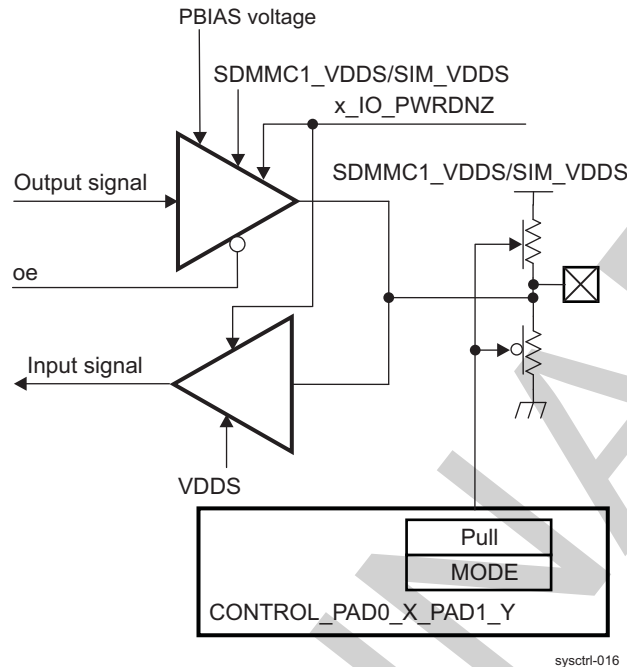 PBIAS voltage
SDMMC1_VDDS/SIM_VDDS
x_IO_PWRDNZ
SDMMC1_VDDS/SIM_VDDS
Output signal
oe
Input signal
VDDS
Pull
MODE
CONTROL_PAD0_X_PAD1_Y
sysctrl-016